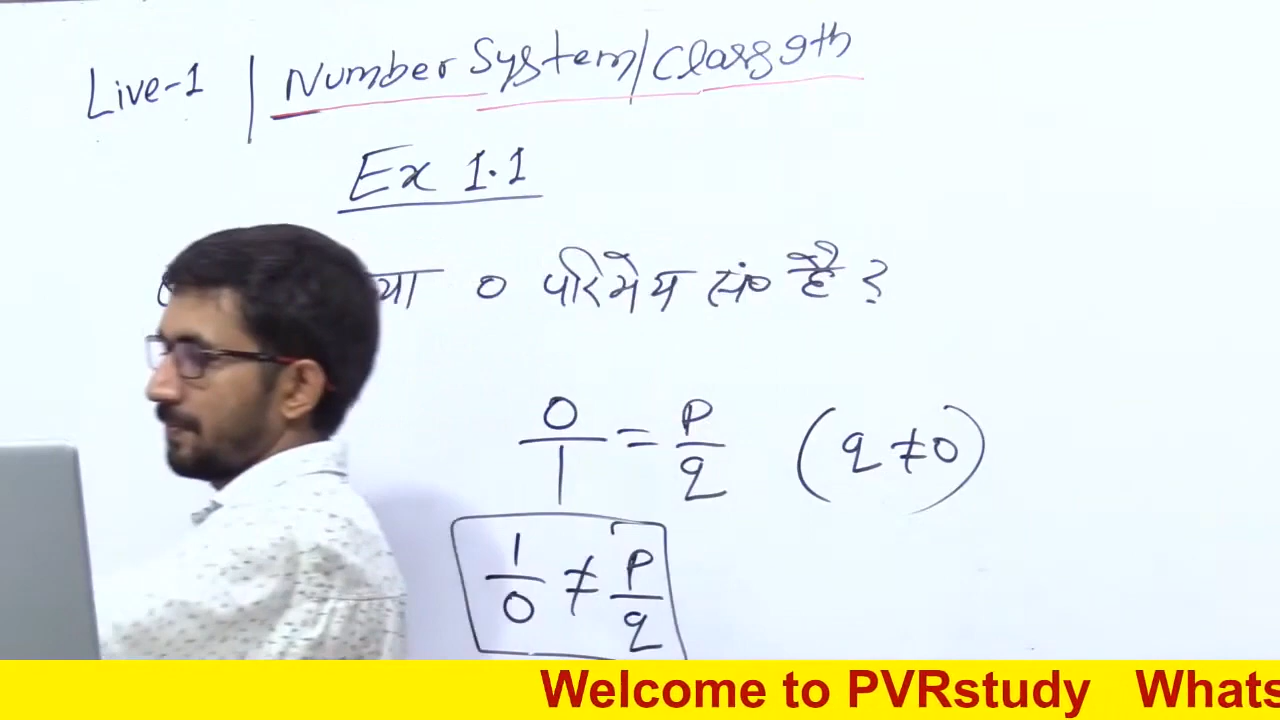 Live-1 | Number System/Class 9th
Ex 1.1
0 परिमेय सं० है ?
0/1 = p/q (q ≠ 0)
1/0 ≠ p/q
Welcome to PVRstudy